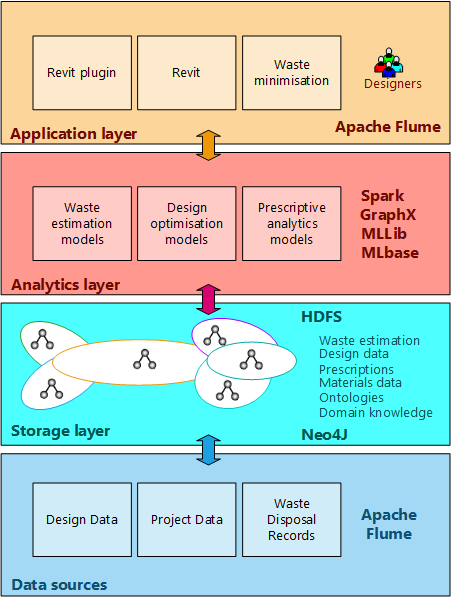 Revit plugin
Revit
Waste
minimisation
Designers
Application layer
Apache Flume
Waste
estimation
models
Design
optimisation
models
Prescriptive
analytics
models
Spark
GraphX
MLLib
MLbase
Analytics layer
HDFS
Waste estimation
Design data
Prescriptions
Materials data
Ontologies
Domain knowledge
Storage layer
Neo4J
Design Data
Project Data
Waste
Disposal
Records
Apache
Flume
Data sources